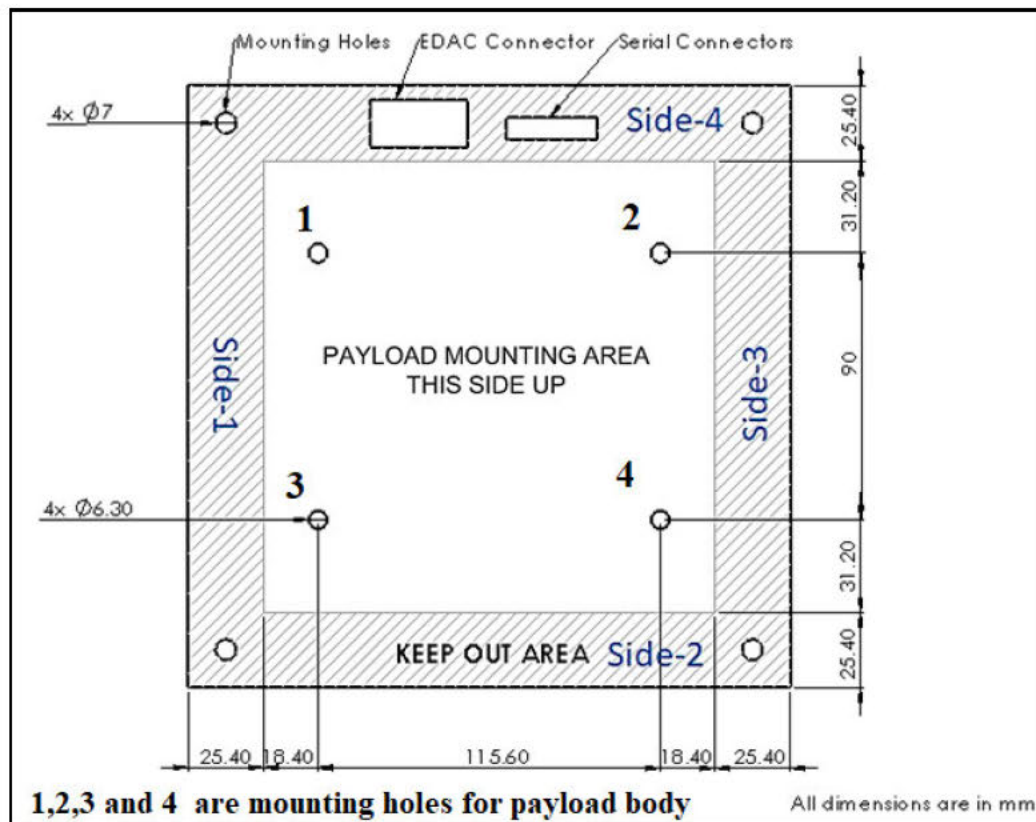 Mounting Holes
EDAC Connector
Serial Connectors
4x Ø7
Side-4
25.40
1
2
31.20
PAYLOAD MOUNTING AREA
THIS SIDE UP
Side-1
Side-3
90
3
4
4x Ø6.30
31.20
KEEP OUT AREA
Side-2
25.40
25.40
18.40
115.60
18.40
25.40
1,2,3 and 4 are mounting holes for payload body
All dimensions are in mm